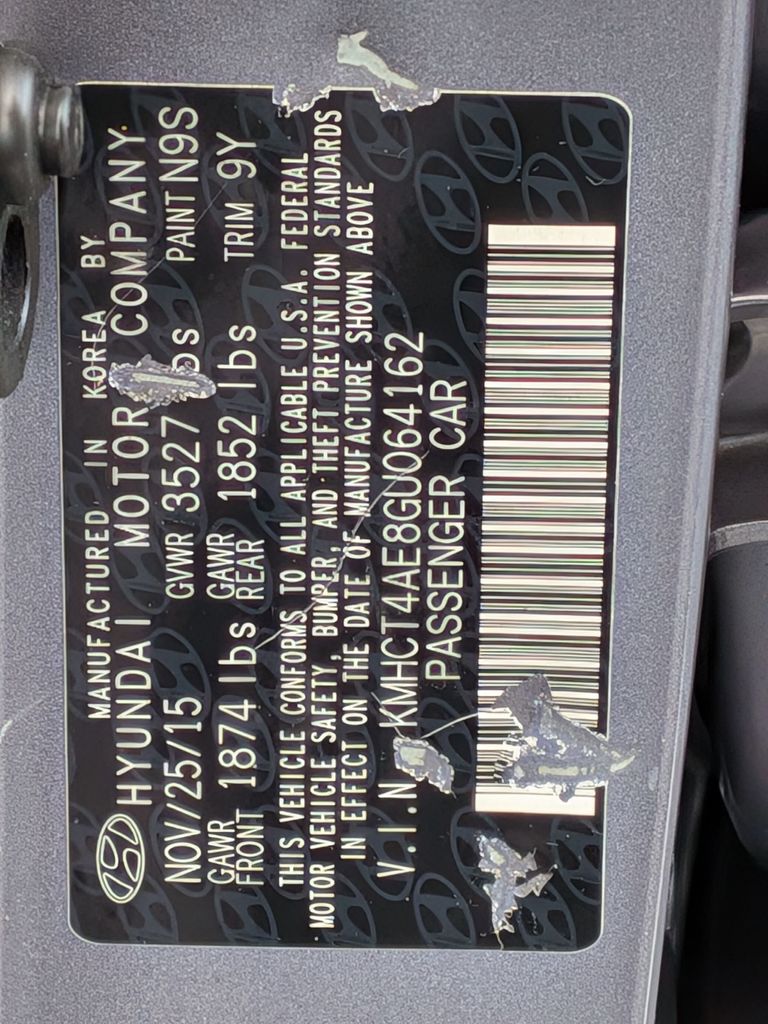 MANUFACTURED IN KOREA BY
HYUNDAI MOTOR COMPANY
NOV/25/15 GVWR 3527 lbs PAINT N9S
GAWR FRONT 1874 lbs GAWR REAR 1852 lbs TRIM 9Y
THIS VEHICLE CONFORMS TO ALL APPLICABLE U.S.A. FEDERAL
MOTOR VEHICLE SAFETY, BUMPER, AND THEFT PREVENTION STANDARDS
IN EFFECT ON THE DATE OF MANUFACTURE SHOWN ABOVE
V.I.N KMHCT4AE8GU064162
PASSENGER CAR